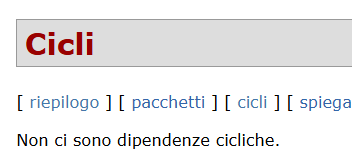 Cicli
[ riepilogo ] [ pacchetti ] [ cicli ] [ spiega
Non ci sono dipendenze cicliche.